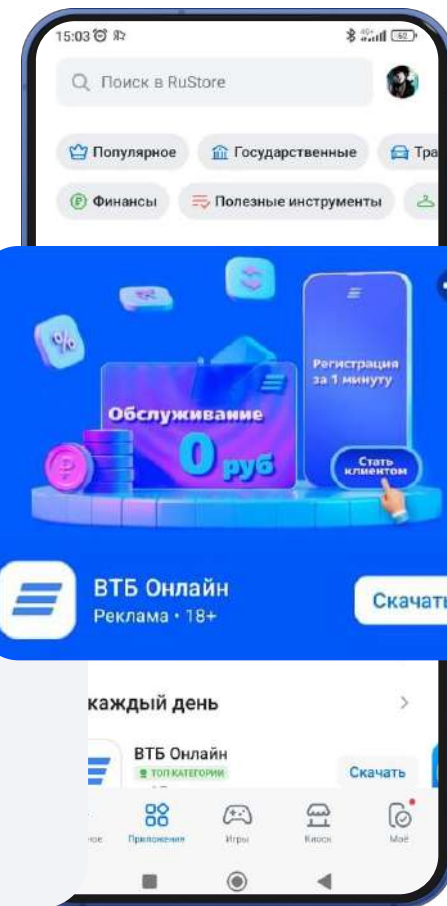 15:03
Поиск в RuStore
Популярное
Государственные
Тра
Финансы
Полезные инструменты
%
Регистрация
за 1 минуту
Обслуживание
0 руб
Стать
клиентом
₽
ВТБ Онлайн
Реклама • 18+
Скачать
каждый день
ВТБ Онлайн
ТОП КАТЕГОРИИ
Скачать
Приложения
Игры
Киоск
Моё